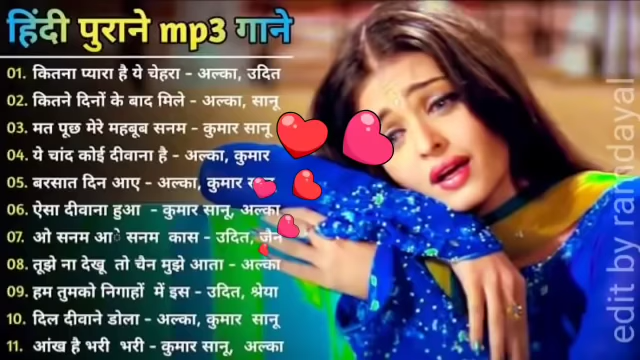 हिंदी पुराने mp3 गाने
01. कितना प्यारा है ये चेहरा - अल्का, उदित
02. कितने दिनों के बाद मिले - अल्का, सानू
03. मत पूछ मेरे महबूब सनम - कुमार सानू
04. ये चांद कोई दीवाना है - अल्का, कुमार
05. बरसात दिन आए - अल्का, कुमार
06. ऐसा दीवाना हुआ - कुमार सानू, अल्का
07. ओ सनम आे सनम कास - उदित, जैन
08. तूझे ना देखू तो चैन मुझे आता - अल्का
09. हम तुमको निगाहों में इस - उदित, श्रेया
10. दिल दीवाने डोला - अल्का, कुमार सानू
11. आंख है भरी भरी - कुमार सानू, अल्का
edit by ramdayal